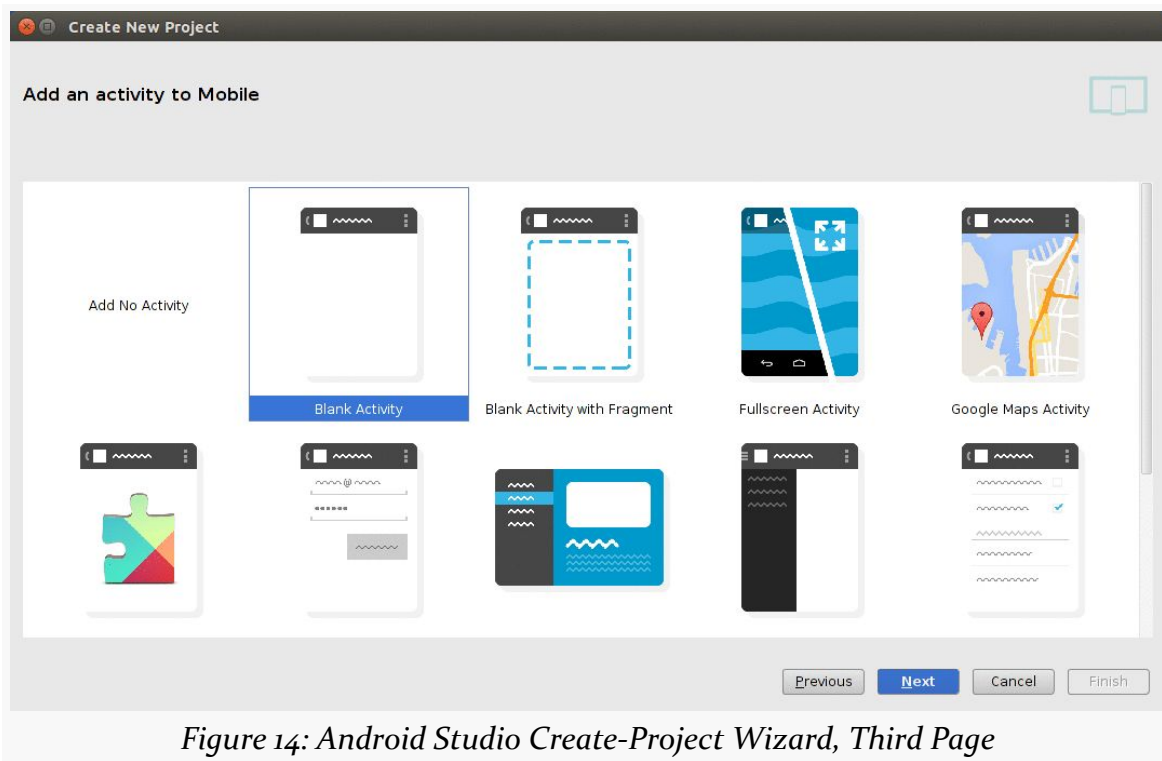 Create New Project
Add an activity to Mobile
Add No Activity
Blank Activity
Blank Activity with Fragment
Fullscreen Activity
Google Maps Activity
Previous
Next
Cancel
Finish
Figure 14: Android Studio Create-Project Wizard, Third Page